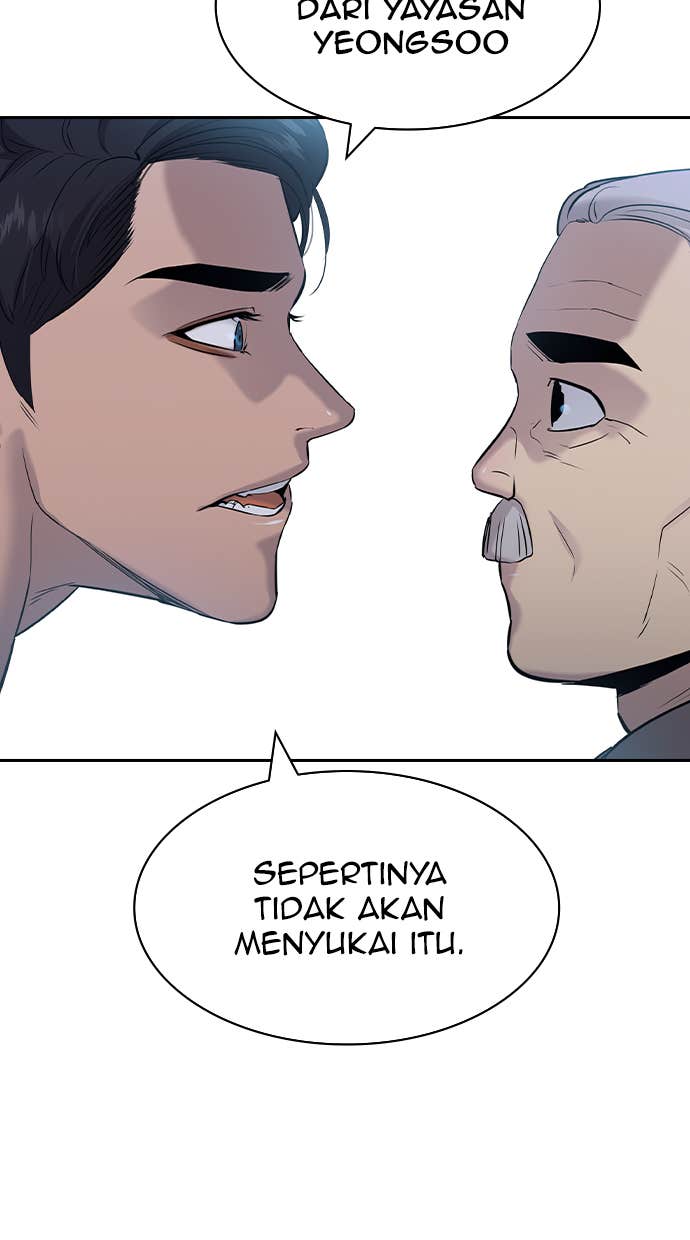 DARI YAYASAN
YEONGSOO
SEPERTINYA
TIDAK AKAN
MENYUKAI ITU.